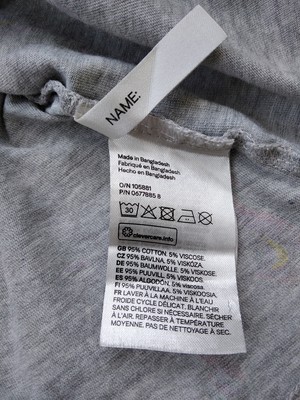 NAME:
Made in Bangladesh
Fabriqué en Bangladesh
Hecho en Bangladesh
O/N 105881
P/N 0677885 8
30
clevercare.info
GB 95% COTTON, 5% VISCOSE.
CZ 95% BAVLNA, 5% VISKÓZA.
DE 95% BAUMWOLLE, 5% VISKOSE.
EE 95% PUUVILL, 5% VISKOOS
ES 95% ALGODÓN, 5% VISCOSA.
FI 95% PUUVILLAA, 5% VISKOOSIA.
FR LAVER À LA MACHINE À L'EAU
FROIDE CYCLE DÉLICAT. BLANCHIR
SANS CHLORE SI NÉCESSAIRE. SÉCHER
À L'AIR. REPASSER À TEMPÉRATURE
MOYENNE. PAS DE NETTOYAGE À SEC.